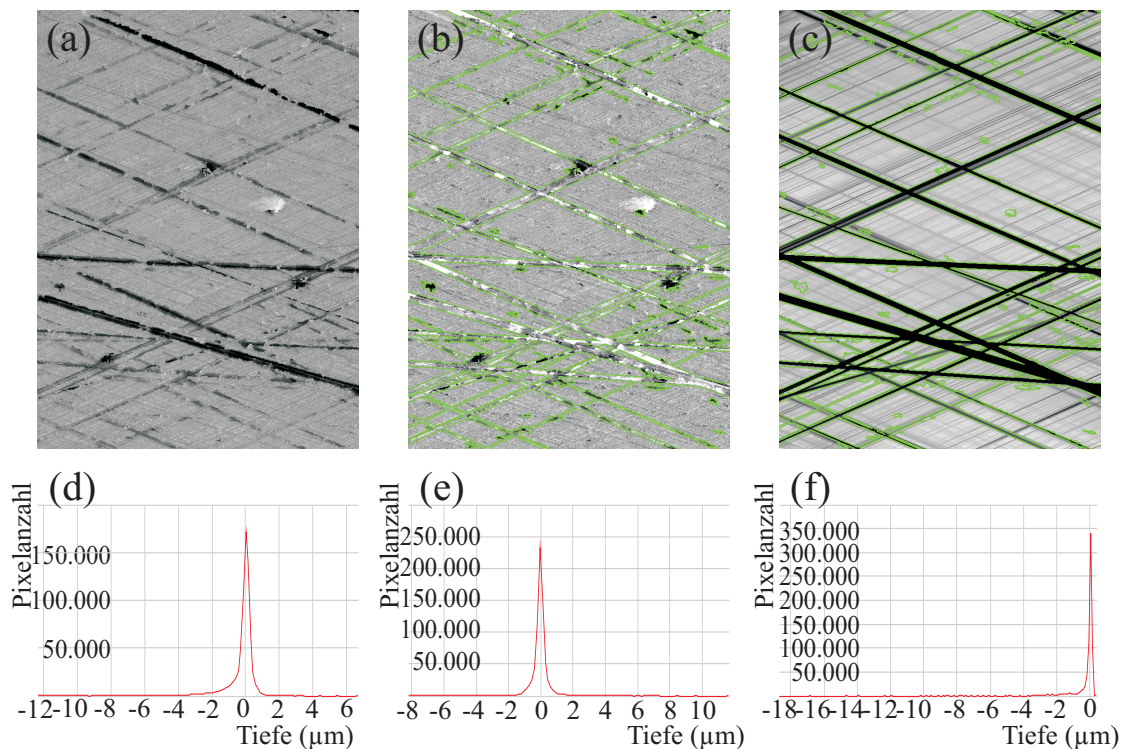 (a)
(b)
(c)
(d)
Pixelanzahl
150.000
100.000
50.000
-12 -10 -8 -6 -4 -2 0 2 4 6
Tiefe (µm)
(e)
Pixelanzahl
250.000
200.000
150.000
100.000
50.000
-8 -6 -4 -2 0 2 4 6 8 10
Tiefe (µm)
(f)
Pixelanzahl
350.000
300.000
250.000
200.000
150.000
100.000
50.000
-18 -16 -14 -12 -10 -8 -6 -4 -2 0
Tiefe (µm)